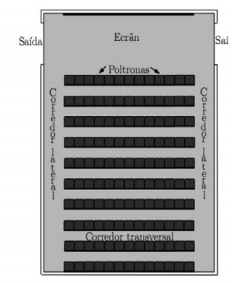 Ecrãn
Saída
Saí
Poltronas
Corredor lateral
Corredor lateral
Corredor transversal